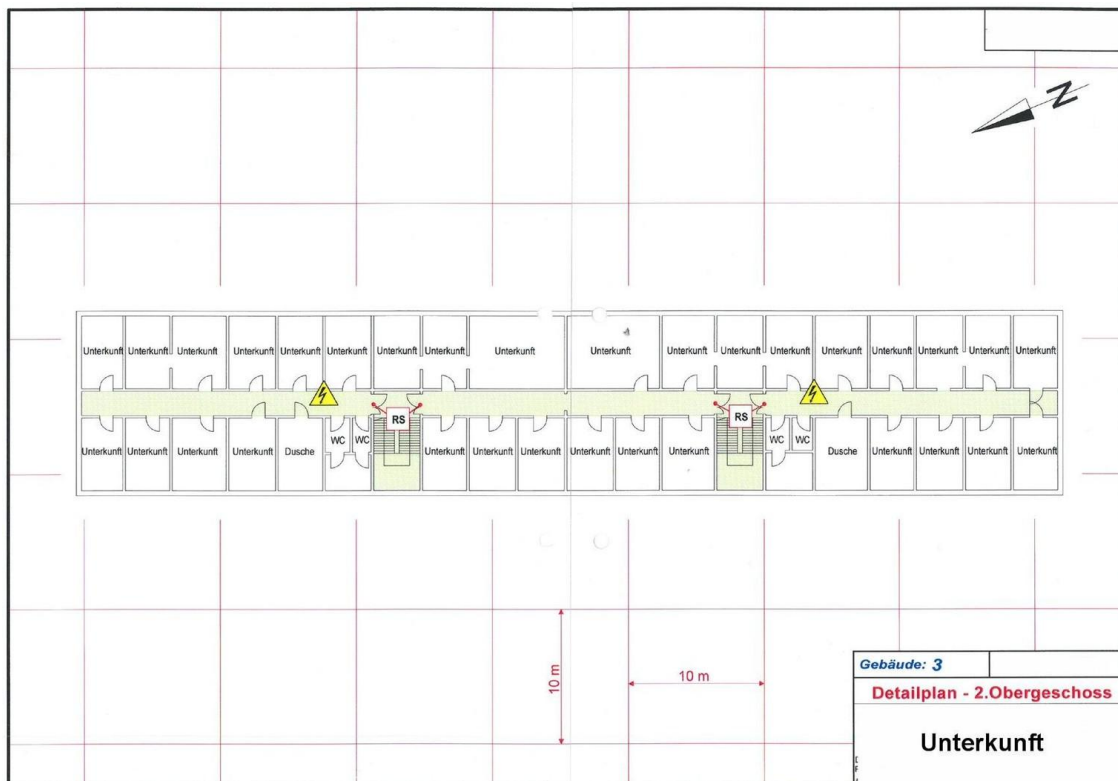 N
Unterkunft Unterkunft Unterkunft Unterkunft Unterkunft Unterkunft Unterkunft Unterkunft Unterkunft Unterkunft Unterkunft Unterkunft Unterkunft Unterkunft Unterkunft Unterkunft Unterkunft Unterkunft
RS RS
Unterkunft Unterkunft Unterkunft Unterkunft Dusche WC WC Unterkunft Unterkunft Unterkunft Unterkunft Unterkunft Unterkunft WC WC Dusche Unterkunft Unterkunft Unterkunft Unterkunft
10 m
10 m
Gebäude: 3
Detailplan - 2.Obergeschoss
Unterkunft